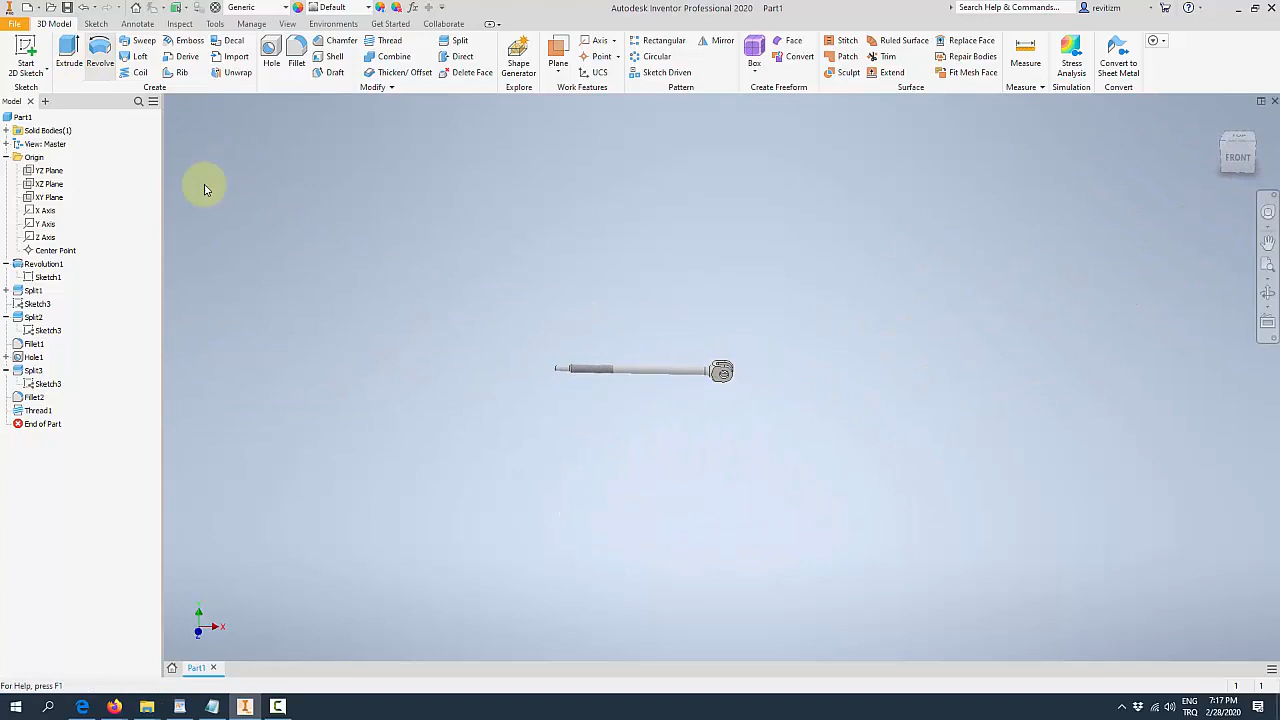 Generic
Default
Autodesk Inventor Professional 2020 Part1
Search Help & Commands...
revitizm
File
3D Model
Sketch
Annotate
Inspect
Tools
Manage
View
Environments
Get Started
Collaborate
Start
2D Sketch
Sketch
Extrude
Revolve
Sweep
Loft
Coil
Emboss
Derive
Rib
Decal
Import
Unwrap
Create
Hole
Fillet
Chamfer
Shell
Draft
Thread
Combine
Thicken/ Offset
Split
Direct
Delete Face
Modify
Shape
Generator
Explore
Plane
Axis
Point
UCS
Work Features
Rectangular
Circular
Sketch Driven
Mirror
Pattern
Box
Face
Convert
Create Freeform
Stitch
Patch
Sculpt
Ruled Surface
Trim
Extend
Replace Face
Repair Bodies
Fit Mesh Face
Surface
Measure
Measure
Stress
Analysis
Simulation
Convert to
Sheet Metal
Convert
Model
Part1
Solid Bodies(1)
View: Master
Origin
YZ Plane
XZ Plane
XY Plane
X Axis
Y Axis
Z Axis
Center Point
Revolution1
Sketch1
Split1
Sketch3
Split2
Sketch3
Fillet1
Hole1
Split3
Sketch3
Fillet2
Thread1
End of Part
TOP
FRONT
Y
X
Z
Part1
For Help, press F1
1 1
ENG
TRQ
7:17 PM
2/28/2020